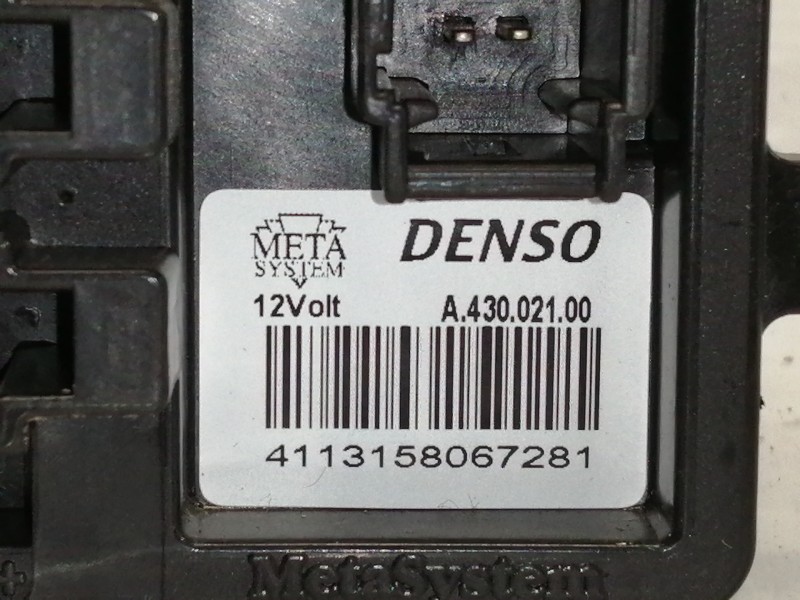 META
SYSTEM
DENSO
12Volt A.430.021.00
4113158067281
MetaSystem
+